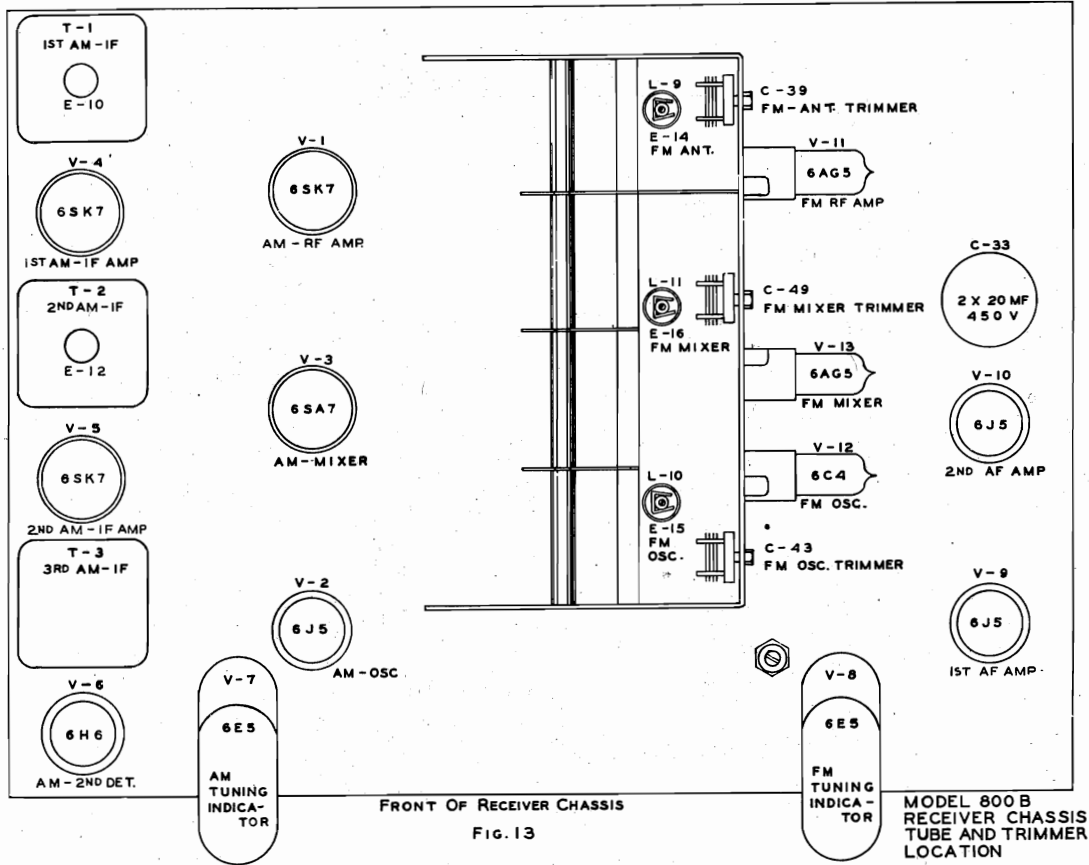 T-1
1ST AM-IF
E-10
V-4
6SK7
1ST AM-IF AMP
T-2
2ND AM-IF
E-12
V-5
6SK7
2ND AM-IF AMP
T-3
3RD AM-IF
V-6
6H6
AM-2ND DET.
V-1
6SK7
AM-RF AMP.
V-3
6SA7
AM-MIXER
V-2
6J5
AM-OSC
V-7
6E5
AM
TUNING
INDICA-
TOR
L-9
E-14
FM ANT.
C-39
FM-ANT. TRIMMER
V-11
6AG5
FM RF AMP
L-11
E-16
FM MIXER
C-49
FM MIXER TRIMMER
V-13
6AG5
FM MIXER
V-12
6C4
FM OSC.
L-10
E-15
FM
OSC.
C-43
FM OSC. TRIMMER
C-33
2 X 20 MF
450 V
V-10
6J5
2ND AF AMP
V-9
6J5
1ST AF AMP.
V-8
6E5
FM
TUNING
INDICA-
TOR
FRONT OF RECEIVER CHASSIS
FIG. 13
MODEL 800B
RECEIVER CHASSIS
TUBE AND TRIMMER
LOCATION